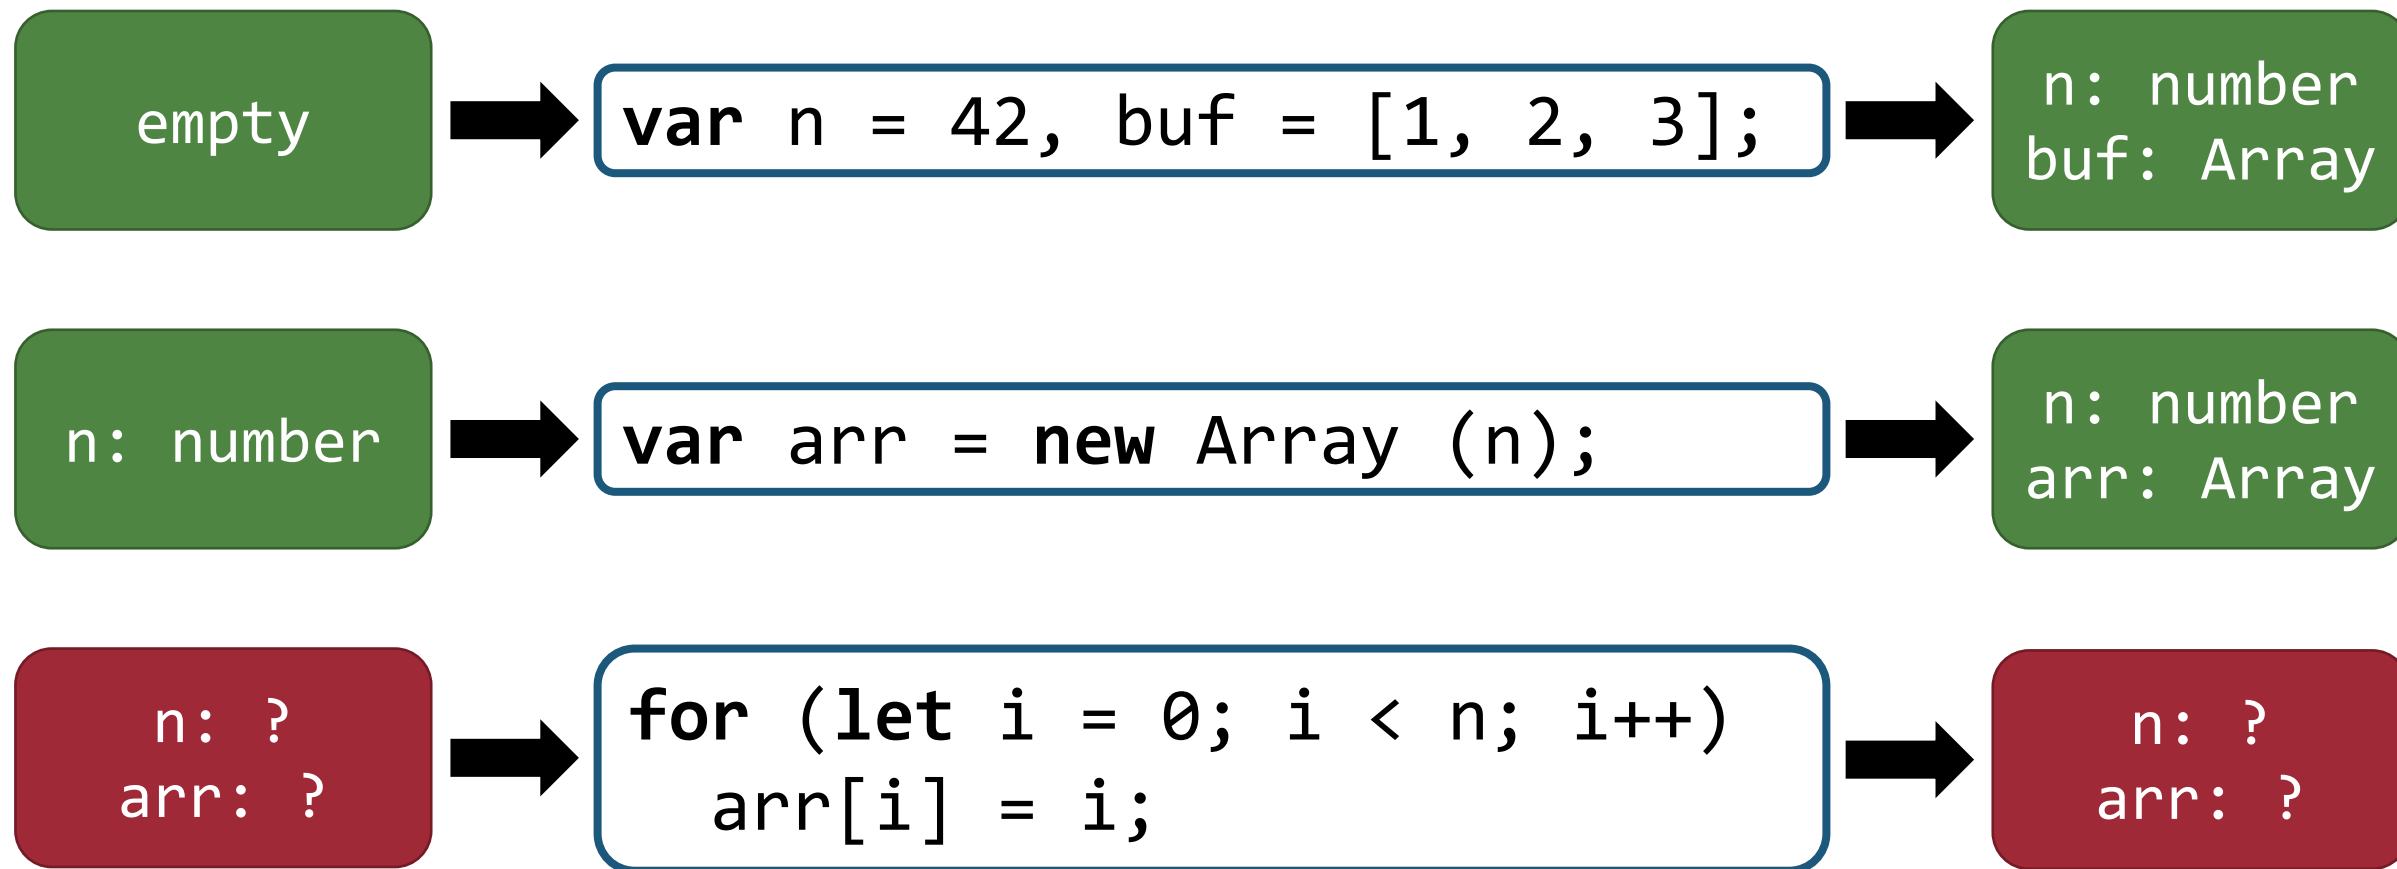 empty
var n = 42, buf = [1, 2, 3];
n: number
buf: Array
n: number
var arr = new Array (n);
n: number
arr: Array
n: ?
arr: ?
for (let i = 0; i < n; i++)
  arr[i] = i;
n: ?
arr: ?